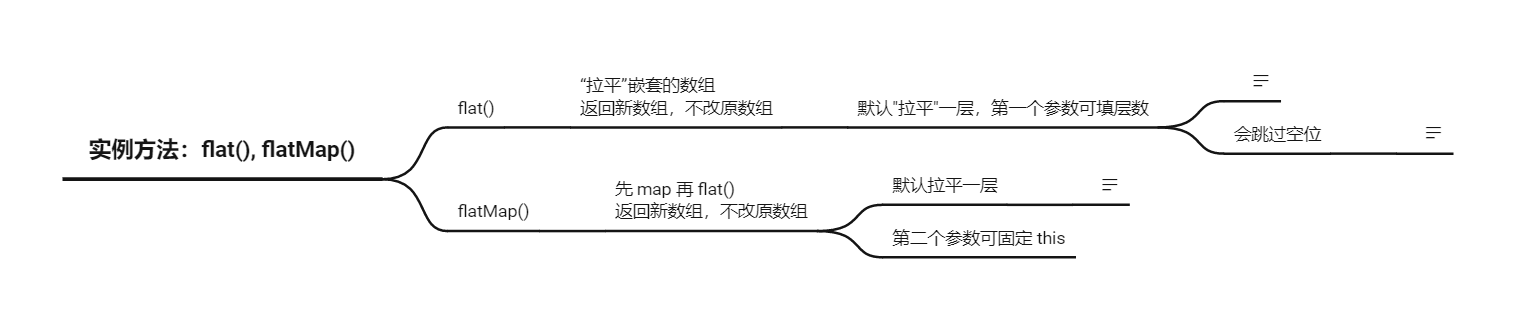 实例方法：flat(), flatMap()
flat()
“拉平”嵌套的数组
返回新数组，不改原数组
默认"拉平"一层，第一个参数可填层数
会跳过空位
flatMap()
先 map 再 flat()
返回新数组，不改原数组
默认拉平一层
第二个参数可固定 this